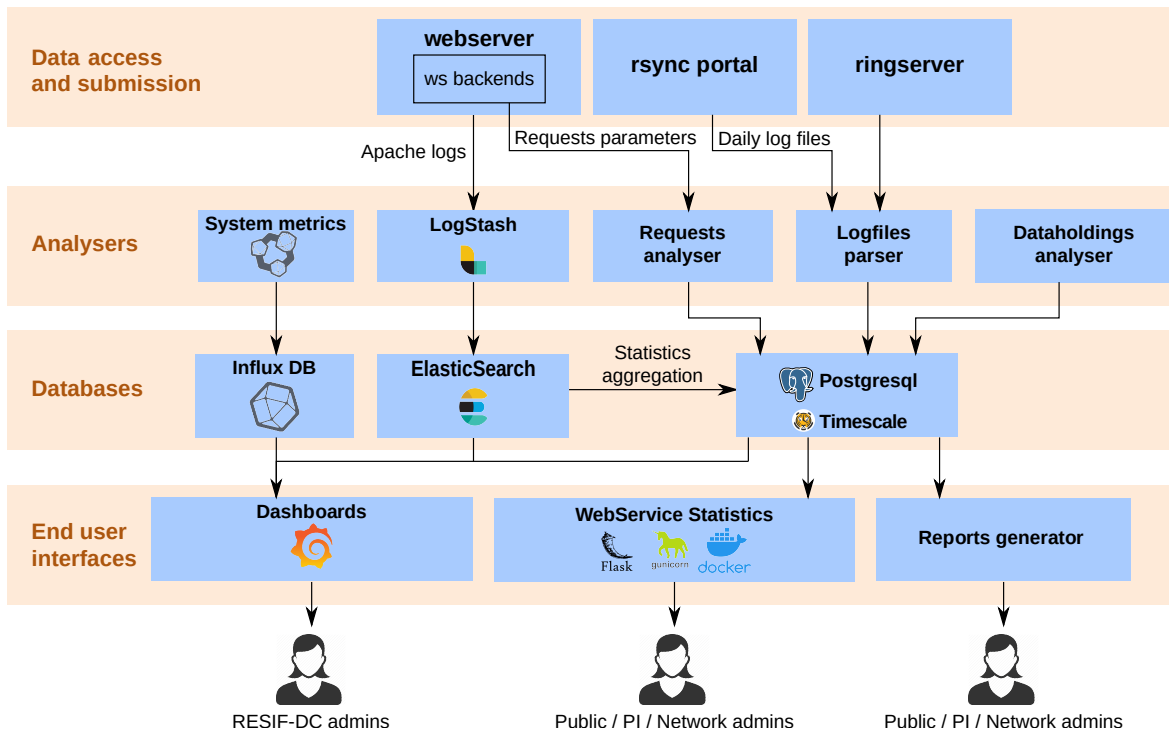 Data access
and submission
webserver
ws backends
rsync portal
ringserver
Apache logs
Requests parameters
Daily log files
Analysers
System metrics
LogStash
Requests
analyser
Logfiles
parser
Dataholdings
analyser
Databases
Influx DB
ElasticSearch
Statistics
aggregation
Postgresql
Timescale
End user
interfaces
Dashboards
WebService Statistics
Flask
gunicorn
docker
Reports generator
RESIF-DC admins
Public / PI / Network admins
Public / PI / Network admins